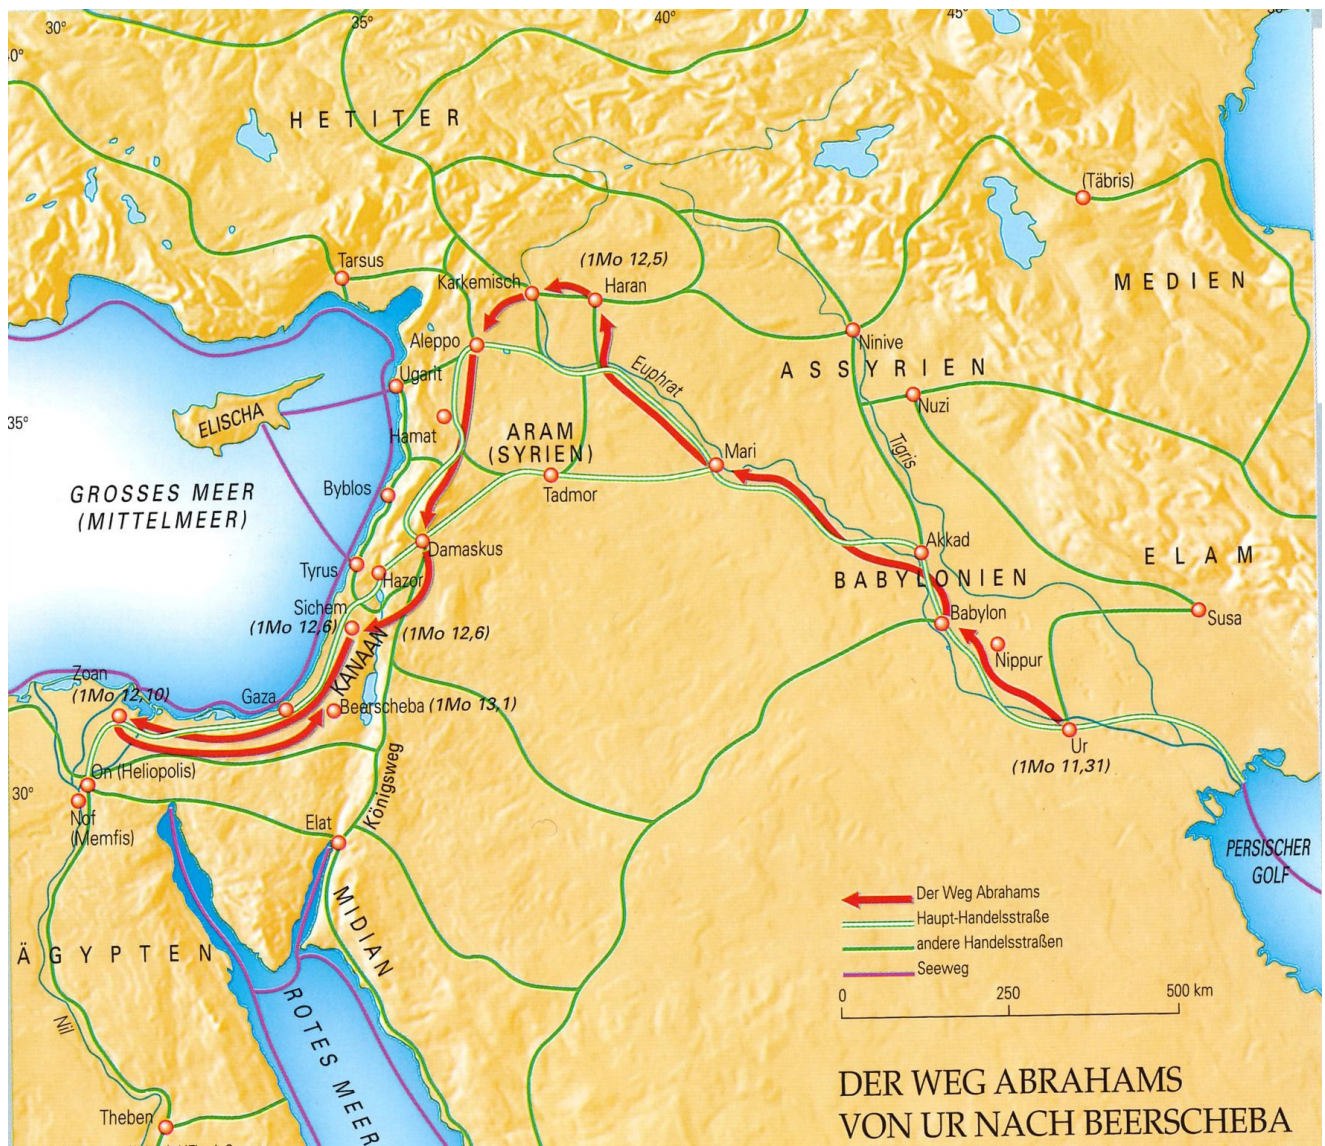 30°
35°
40°
45°
40°
HETITER
(Täbris)
Tarsus
(1Mo 12,5)
Karkemisch
Haran
MEDIEN
Aleppo
Ninive
Euphrat
ASSYRIEN
Ugarit
Nuzi
ELISCHA
35°
Hamat
ARAM
(SYRIEN)
Mari
Tigris
GROSSES MEER
(MITTELMEER)
Byblos
Tadmor
Damaskus
Akkad
ELAM
Tyrus
Hazor
BABYLONIEN
Sichem
(1Mo 12,6)
(1Mo 12,6)
Babylon
Susa
KANAAN
Nippur
Zoan
(1Mo 12,10)
Gaza
Beerscheba (1Mo 13,1)
Ur
(1Mo 11,31)
On (Heliopolis)
30°
Königsweg
Nof
(Memfis)
Elat
PERSISCHER
GOLF
MIDIAN
Der Weg Abrahams
Haupt-Handelsstraße
andere Handelsstraßen
Seeweg
ÄGYPTEN
0 250 500 km
ROTES MEER
Nil
DER WEG ABRAHAMS
VON UR NACH BEERSCHEBA
Theben